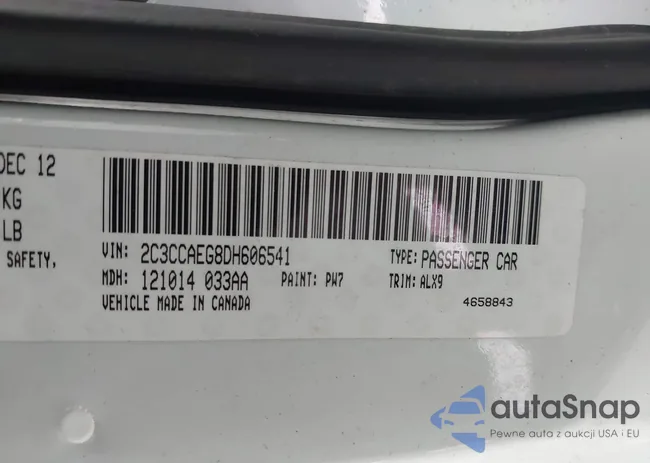 DEC 12
KG
LB
SAFETY,
VIN: 2C3CCAEG8DH606541
TYPE: PASSENGER CAR
MDH: 121014 033AA
PAINT: PW7
TRIM: ALX9
VEHICLE MADE IN CANADA
4658843
autaSnap
Pewne auta z aukcji USA i EU